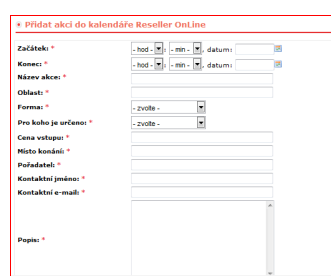 Přidat akci do kalendáře Reseller OnLine
Začátek: * - hod - : - min - , datum:
Konec: * - hod - : - min - , datum:
Název akce: *
Oblast: *
Forma: * - zvolte -
Pro koho je určeno: * - zvolte -
Cena vstupu: *
Místo konání: *
Pořadatel: *
Kontaktní jméno: *
Kontaktní e-mail: *
Popis: *